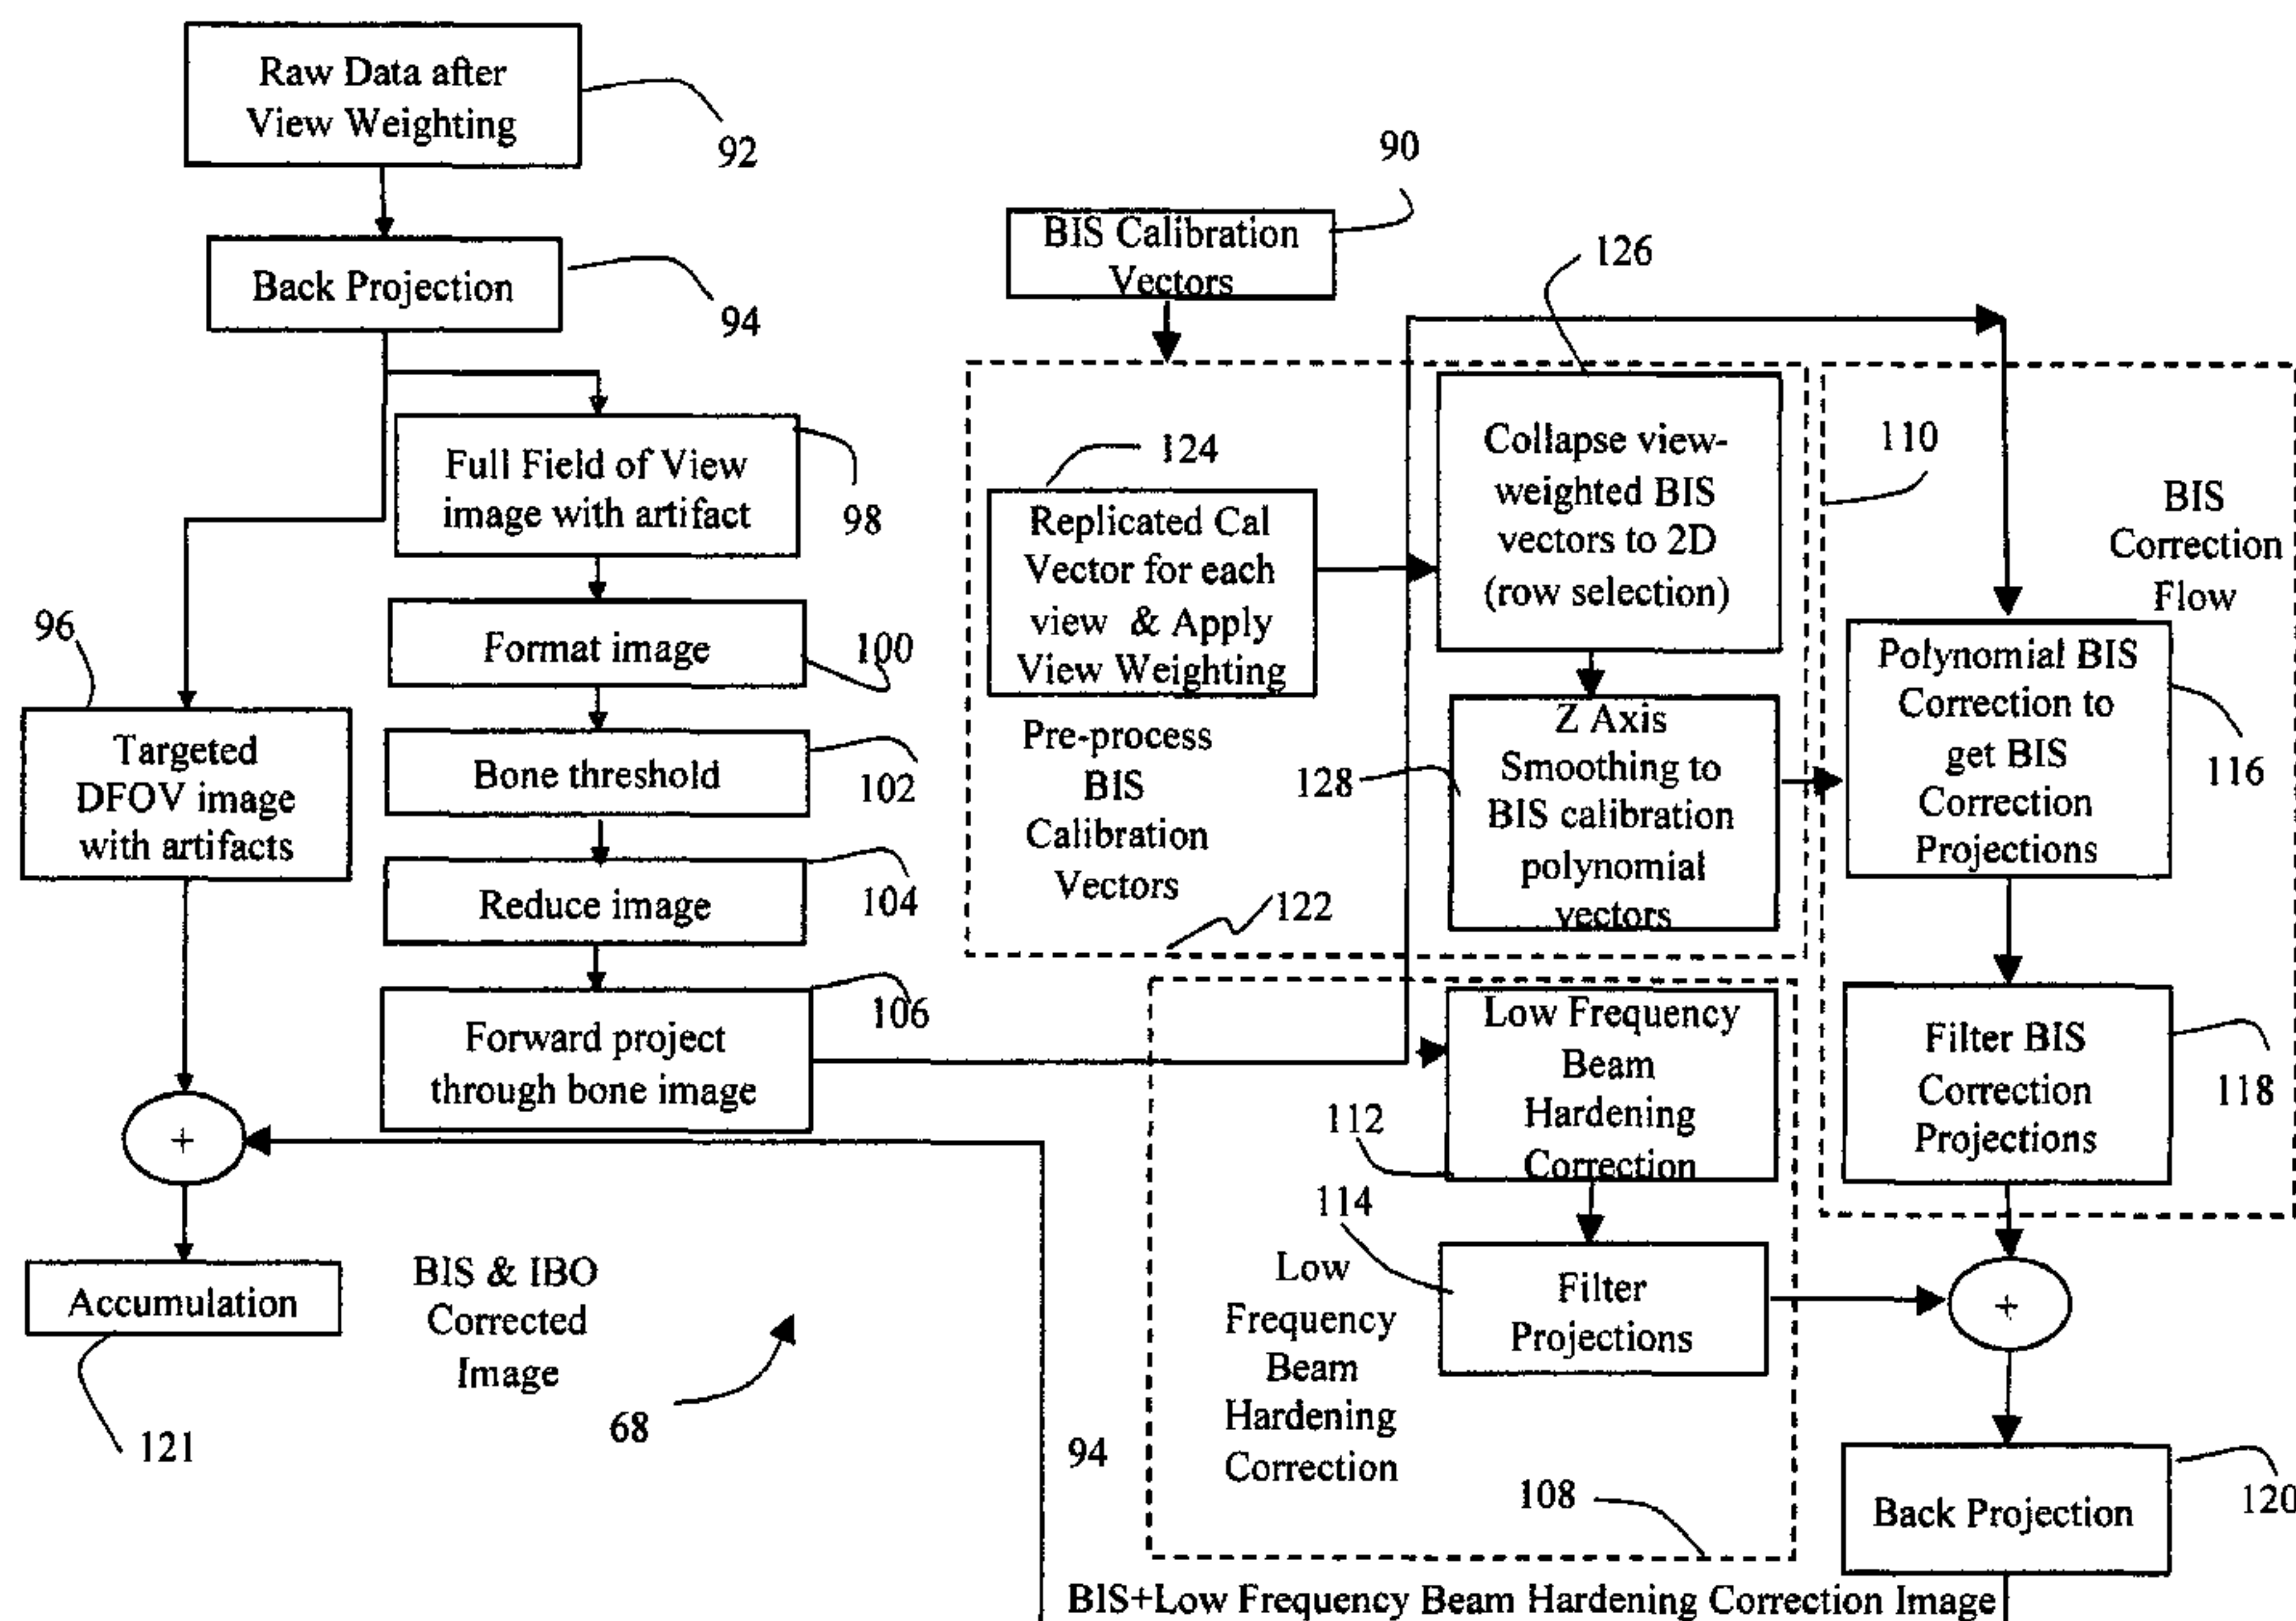 Raw Data after
View Weighting
92
Back Projection
94
Full Field of View
image with artifact
98
Format image
100
Bone threshold
102
Reduce image
104
Forward project
through bone image
106
96
Targeted
DFOV image
with artifacts
+
Accumulation
121
BIS & IBO
Corrected
Image
68
90
BIS Calibration
Vectors
124
Replicated Cal
Vector for each
view & Apply
View Weighting
Pre-process
BIS
Calibration
Vectors
122
126
Collapse view-
weighted BIS
vectors to 2D
(row selection)
128
Z Axis
Smoothing to
BIS calibration
polynomial
vectors
110
BIS
Correction
Flow
Polynomial BIS
Correction to
get BIS
Correction
Projections
116
Filter BIS
Correction
Projections
118
Low Frequency
Beam
Hardening
Correction
112
114
Filter
Projections
Low
Frequency
Beam
Hardening
Correction
108
+
Back Projection
120
94
BIS+Low Frequency Beam Hardening Correction Image